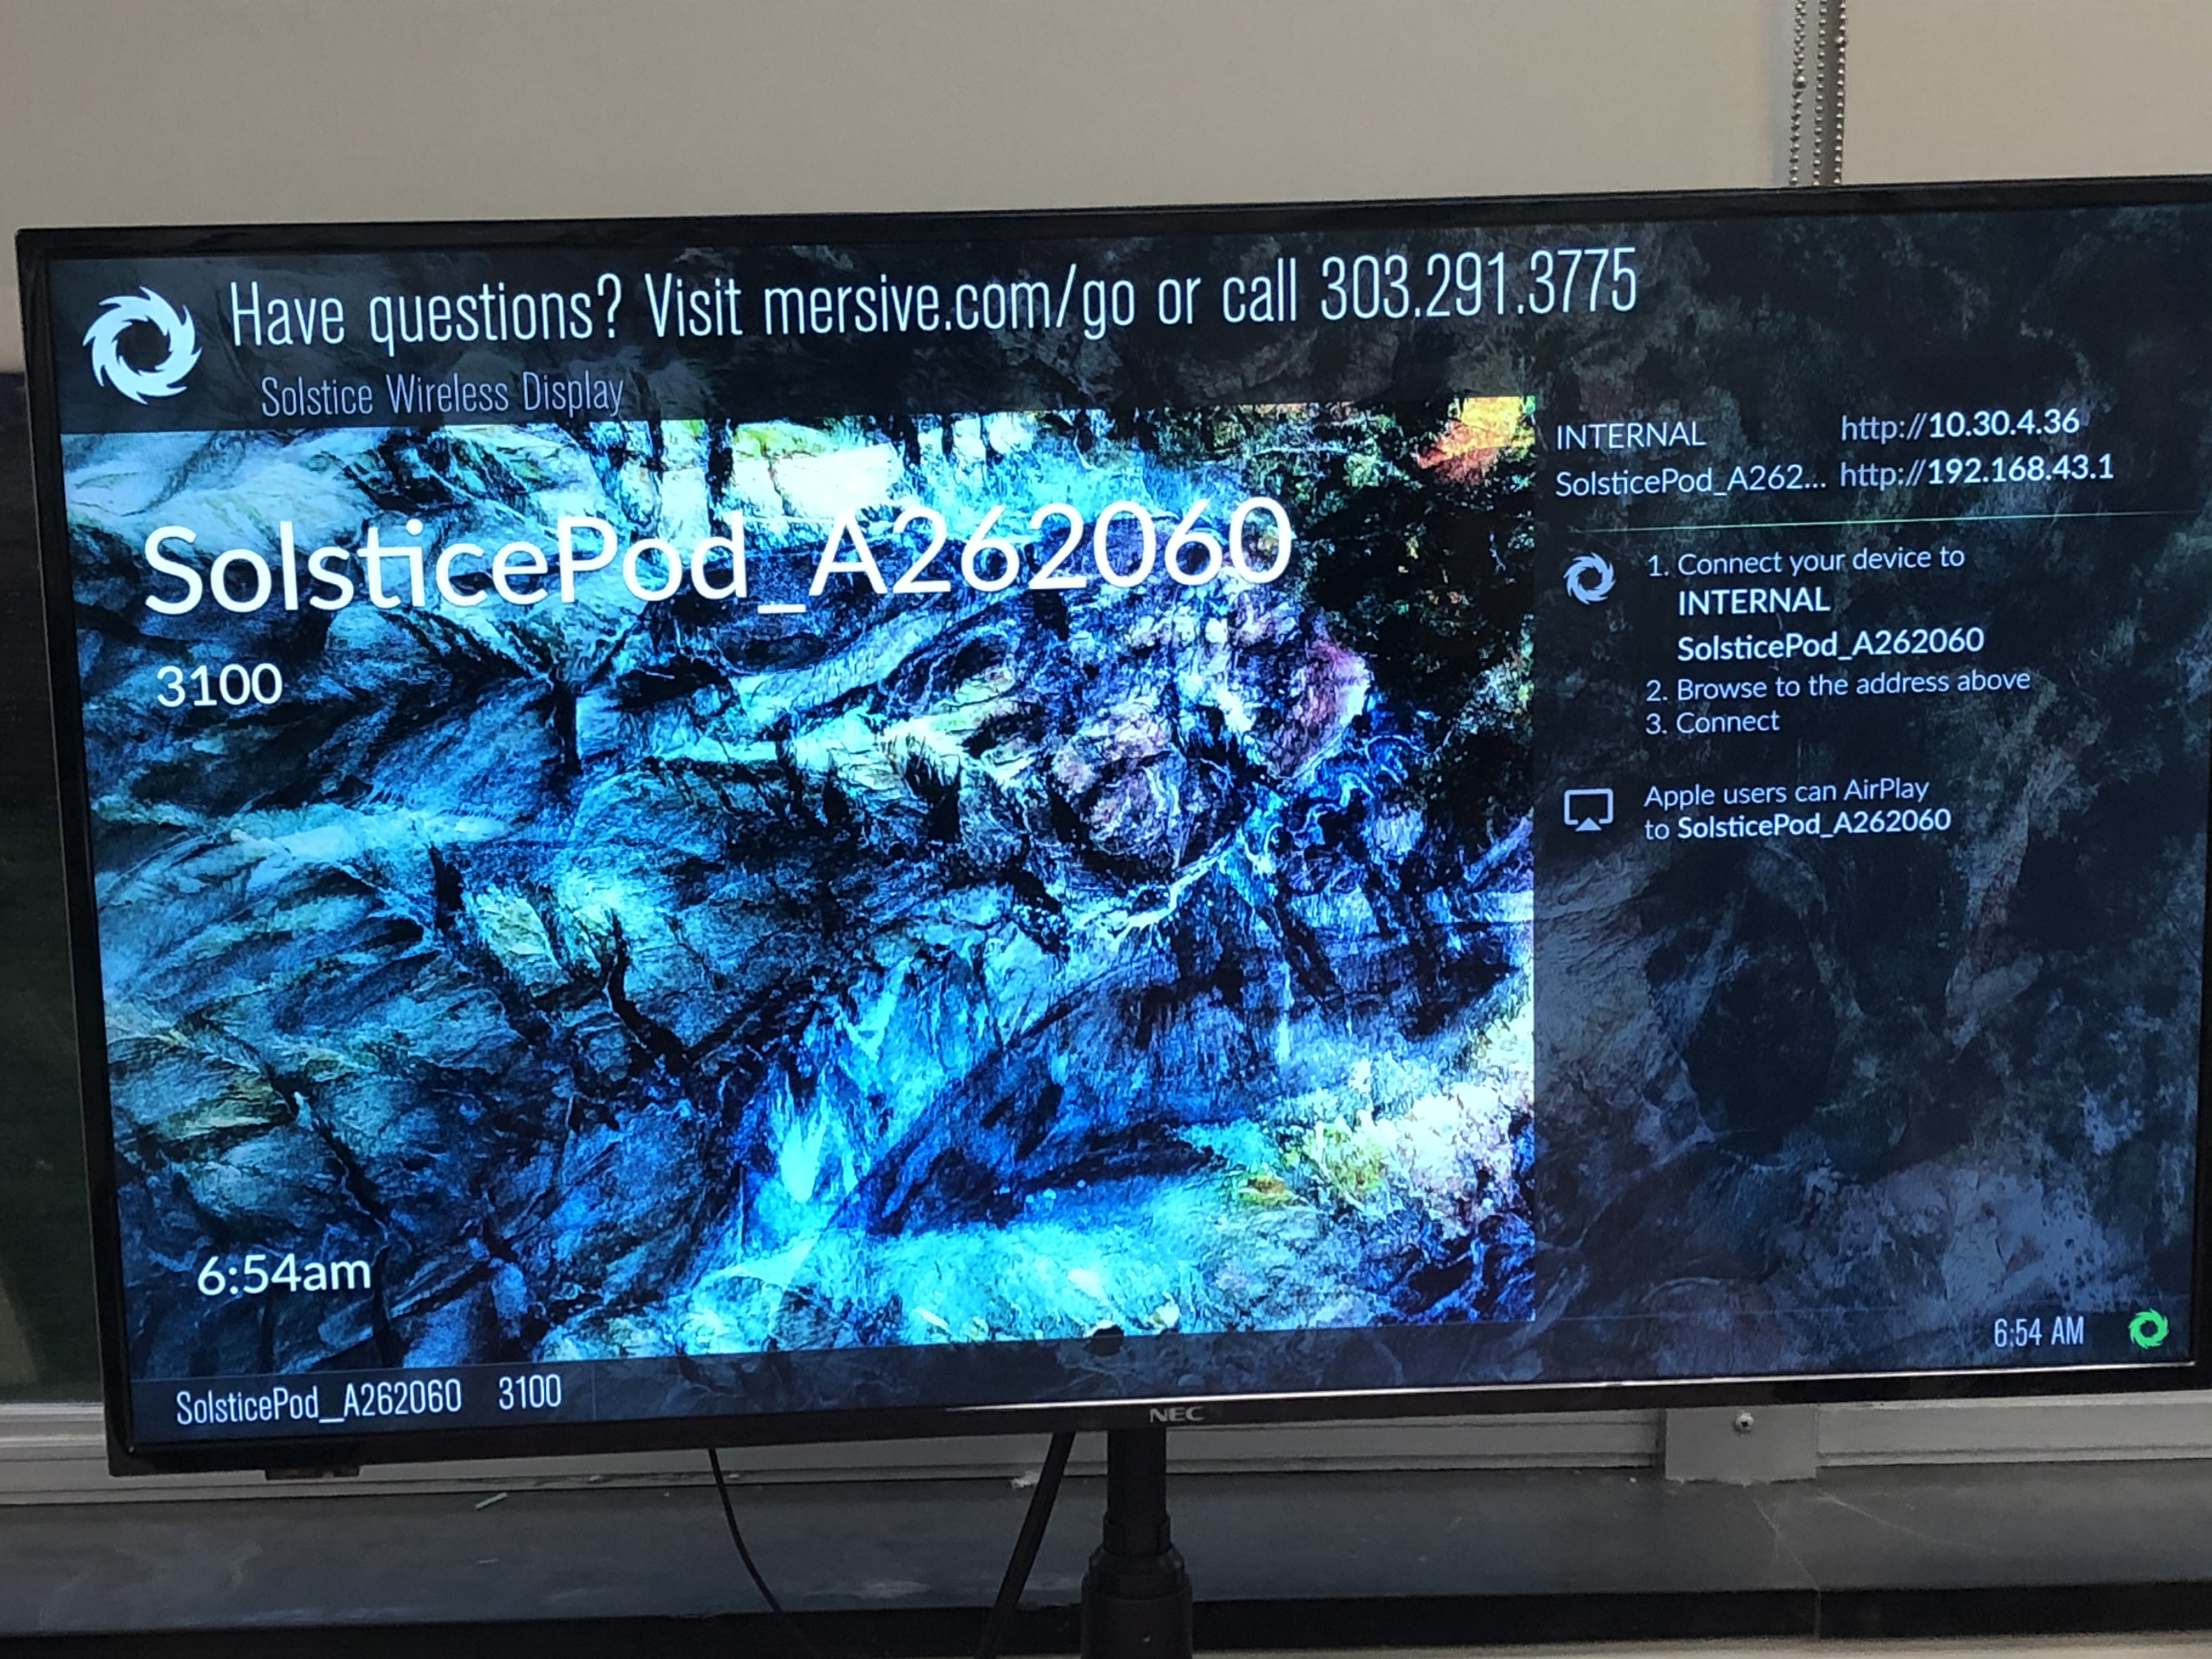 Have questions? Visit mersive.com/go or call 303.291.3775
Solstice Wireless Display
SolsticePod_A262060
3100
6:54am
INTERNAL http://10.30.4.36
SolsticePod_A262... http://192.168.43.1
1. Connect your device to
INTERNAL
SolsticePod_A262060
2. Browse to the address above
3. Connect
Apple users can AirPlay
to SolsticePod_A262060
6:54 AM
SolsticePod_A262060 3100
NEC